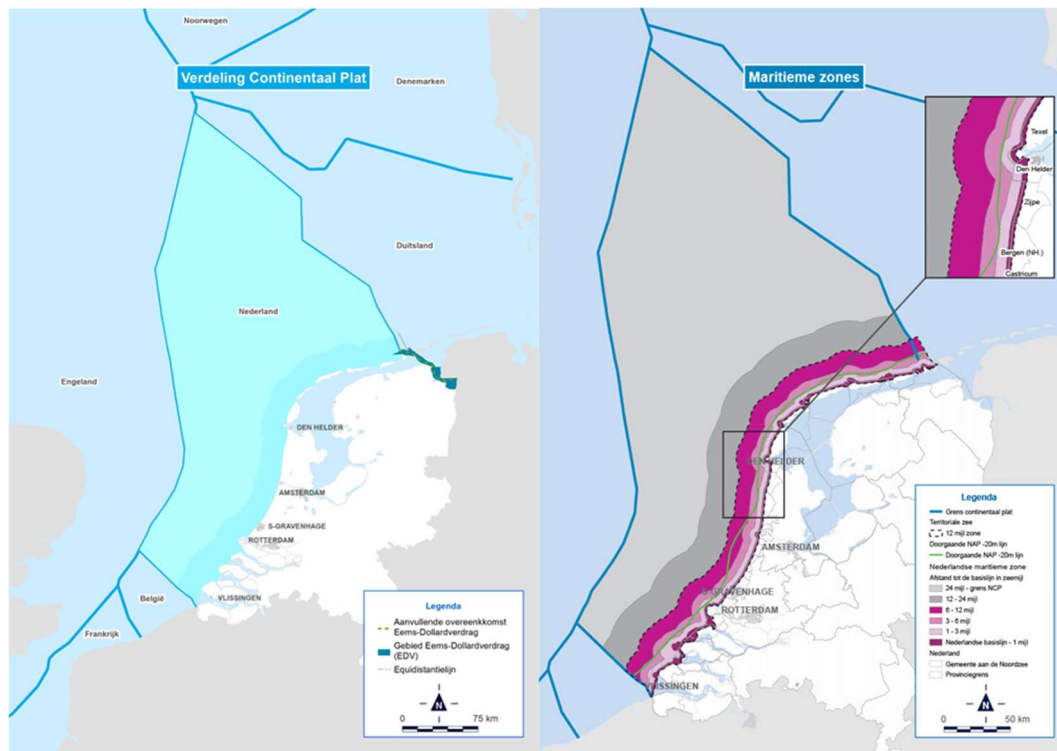 Verdeling Continentaal Plat
Noorwegen
Denemarken
Duitsland
Nederland
Engeland
DEN HELDER
AMSTERDAM
S-GRAVENHAGE
ROTTERDAM
VLISSINGEN
België
Frankrijk
Legenda
Aanvullende overeenkkomst
Eems-Dollardverdrag
Gebied Eems-Dollardverdrag
(EDV)
Equidistantielijn
N
0 75 km
Maritieme zones
Texel
Den Helder
Zijpe
Bergen (NH.)
Castricum
DEN HELDER
AMSTERDAM
S-GRAVENHAGE
ROTTERDAM
VLISSINGEN
Legenda
Grens continentaal plat
Territoriale zee
12 mijl zone
Doorgaande NAP -20m lijn
Doorgaande NAP -20m lijn
Nederlandse maritieme zone
Afstand tot de basislijn in zeemijl
24 mijl - grens NCP
12 - 24 mijl
6 - 12 mijl
3 - 6 mijl
1 - 3 mijl
Nederlandse basislijn - 1 mijl
Nederland
Gemeente aan de Noordzee
Provinciegrens
N
0 50 km